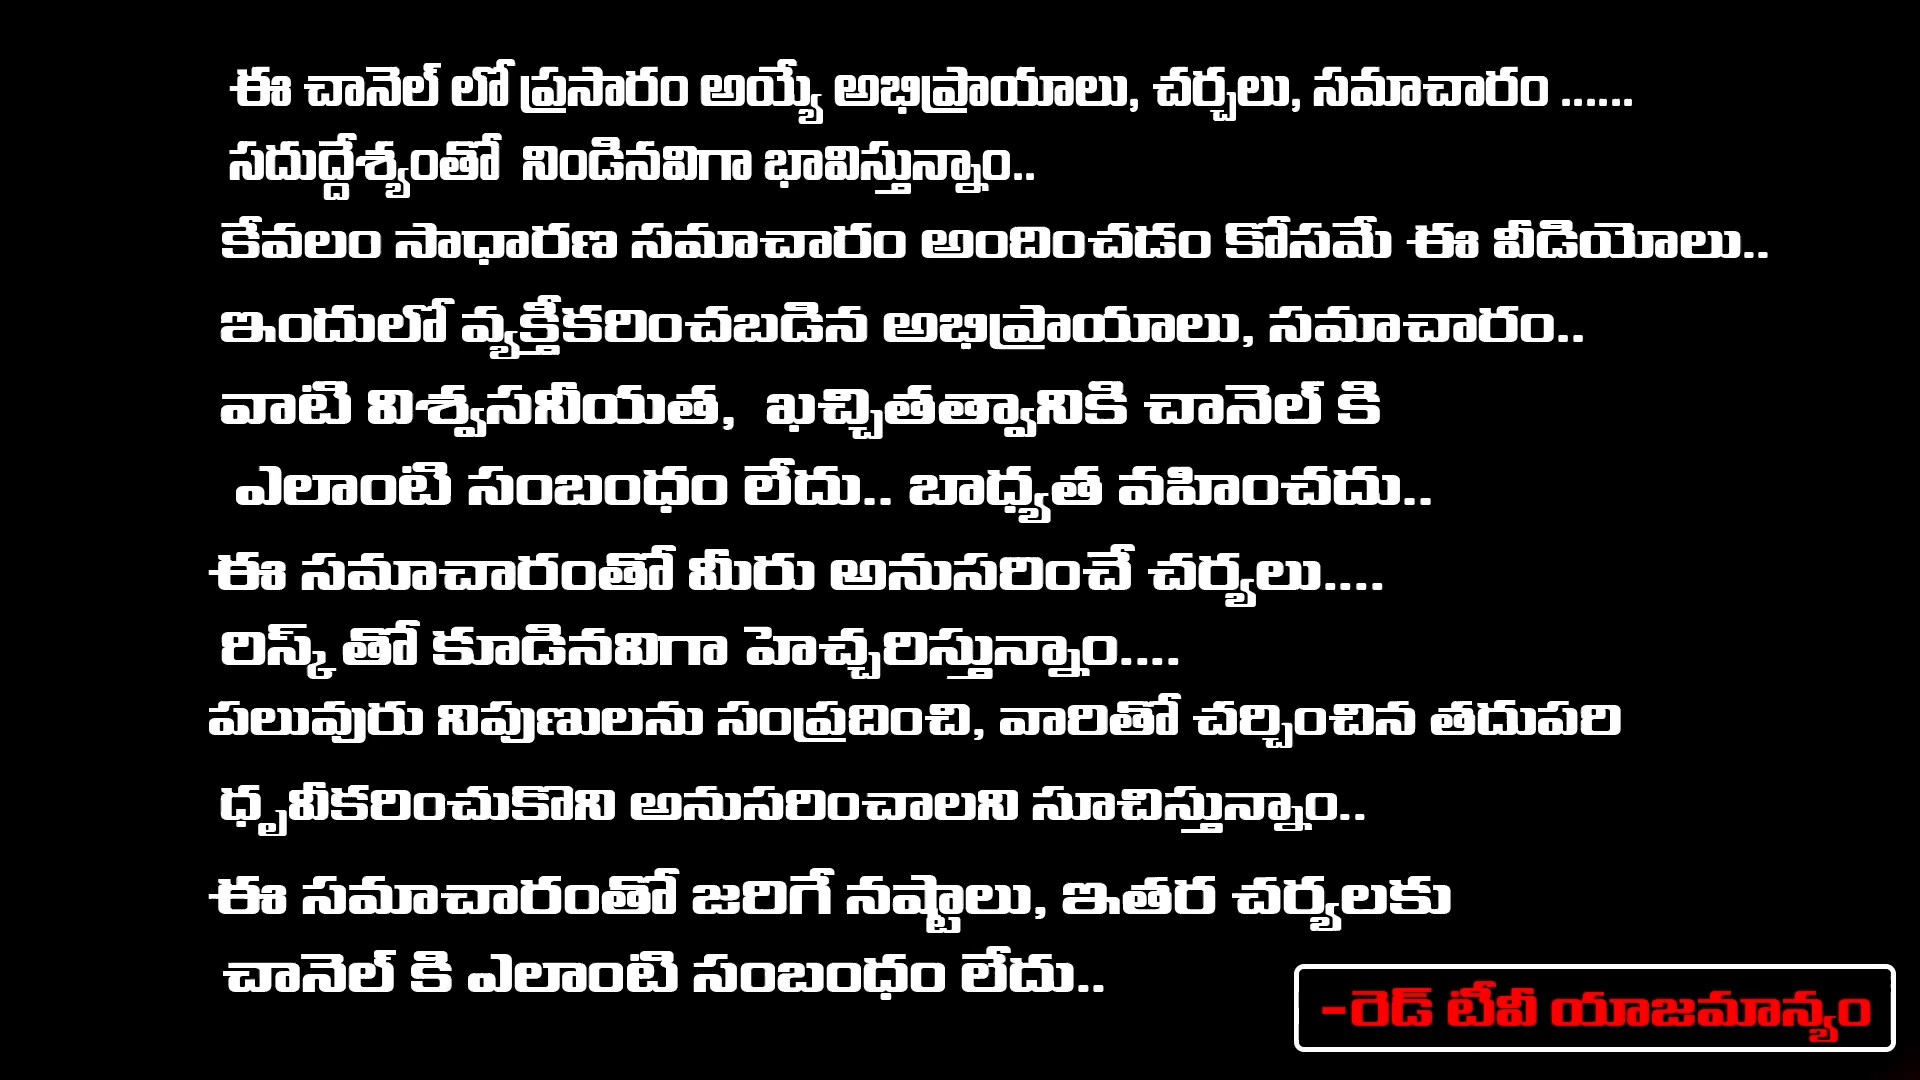 ఈ చానెల్ లో ప్రసారం అయ్యే అభిప్రాయాలు, చర్చలు, సమాచారం ......
సదుద్దేశ్యంతో నిండినవిగా భావిస్తున్నాం..
కేవలం సాధారణ సమాచారం అందించడం కోసమే ఈ వీడియోలు..
ఇందులో వ్యక్తీకరించబడిన అభిప్రాయాలు, సమాచారం..
వాటి విశ్వసనీయత, ఖచ్చితత్వానికి చానెల్ కి
ఎలాంటి సంబంధం లేదు.. బాధ్యత వహించదు..
ఈ సమాచారంతో మీరు అనుసరించే చర్యలు....
రిస్క్ తో కూడినవిగా హెచ్చరిస్తున్నాం....
పలువురు నిపుణులను సంప్రదించి, వారితో చర్చించిన తదుపరి
ధృవీకరించుకొని అనుసరించాలని సూచిస్తున్నాం..
ఈ సమాచారంతో జరిగే నష్టాలు, ఇతర చర్యలకు
చానెల్ కి ఎలాంటి సంబంధం లేదు..
-రెడ్ టీవీ యాజమాన్యం